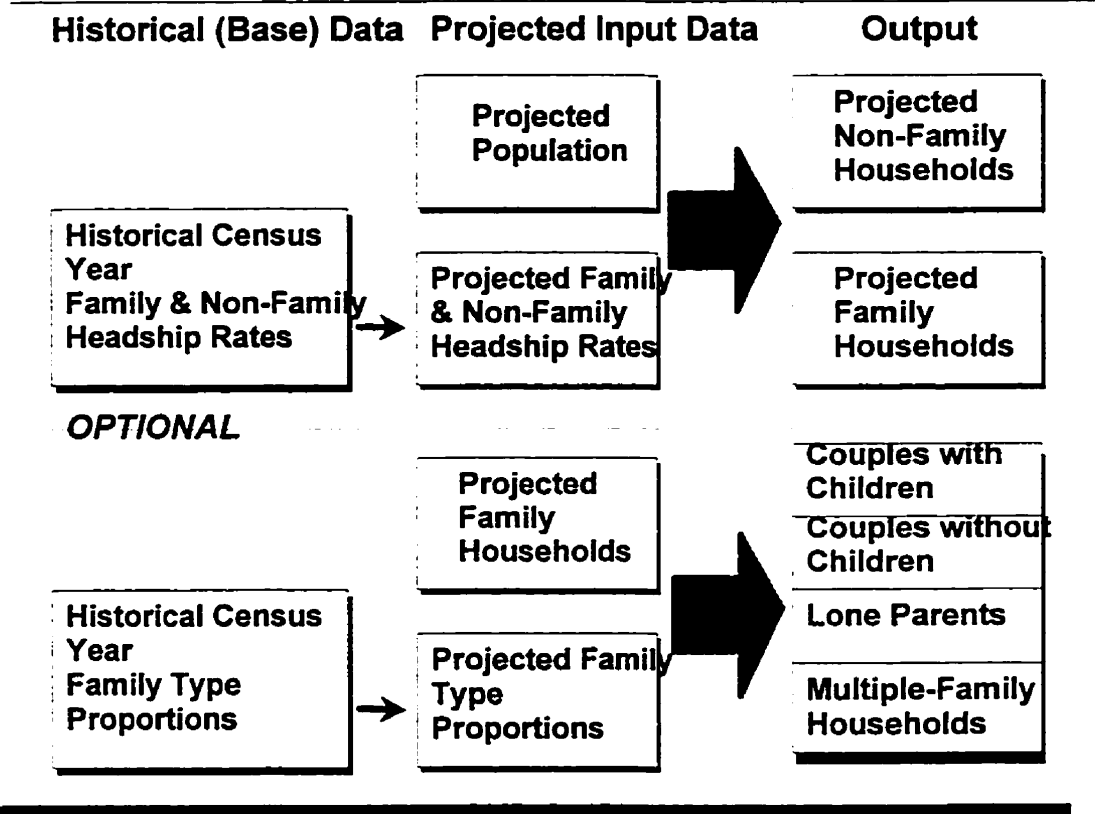 Historical (Base) Data
Projected Input Data
Output
Projected
Population
Projected
Non-Family
Households
Historical Census
Year
Family & Non-Family
Headship Rates
Projected Family
& Non-Family
Headship Rates
Projected
Family
Households
OPTIONAL
Projected
Family
Households
Couples with
Children
Couples without
Children
Historical Census
Year
Family Type
Proportions
Projected Family
Type
Proportions
Lone Parents
Multiple-Family
Households